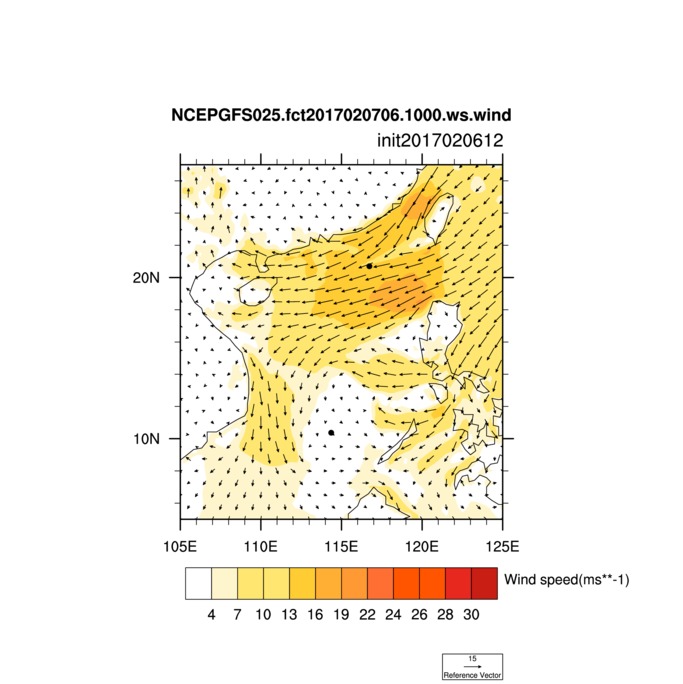 NCEPGFS025.fct2017020706.1000.ws.wind
init2017020612
20N
10N
105E 110E 115E 120E 125E
Wind speed(ms**-1)
4 7 10 13 16 19 22 24 26 28 30
15
Reference Vector